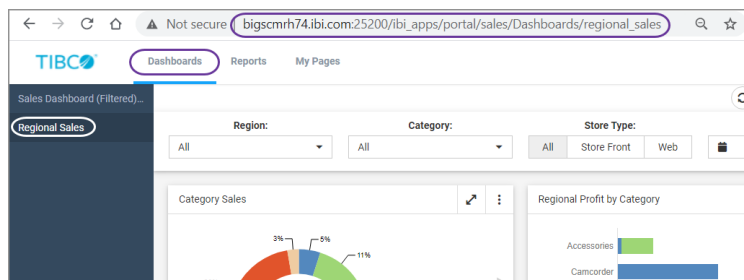 Not secure bigscmrh74.ibi.com:25200/ibi_apps/portal/sales/Dashboards/regional_sales
TIBCO Dashboards Reports My Pages
Sales Dashboard (Filtered)...
Regional Sales
Region: Category: Store Type:
All All All Store Front Web
Category Sales Regional Profit by Category
3% 5%
11%
Accessories
Camcorder